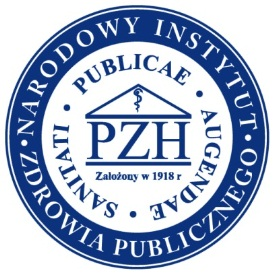 • NARODOWY INSTYTUT •
ZDROWIA PUBLICZNEGO
SANITATI • PUBLICAE • AUGENDAE •
PZH
Założony w 1918 r